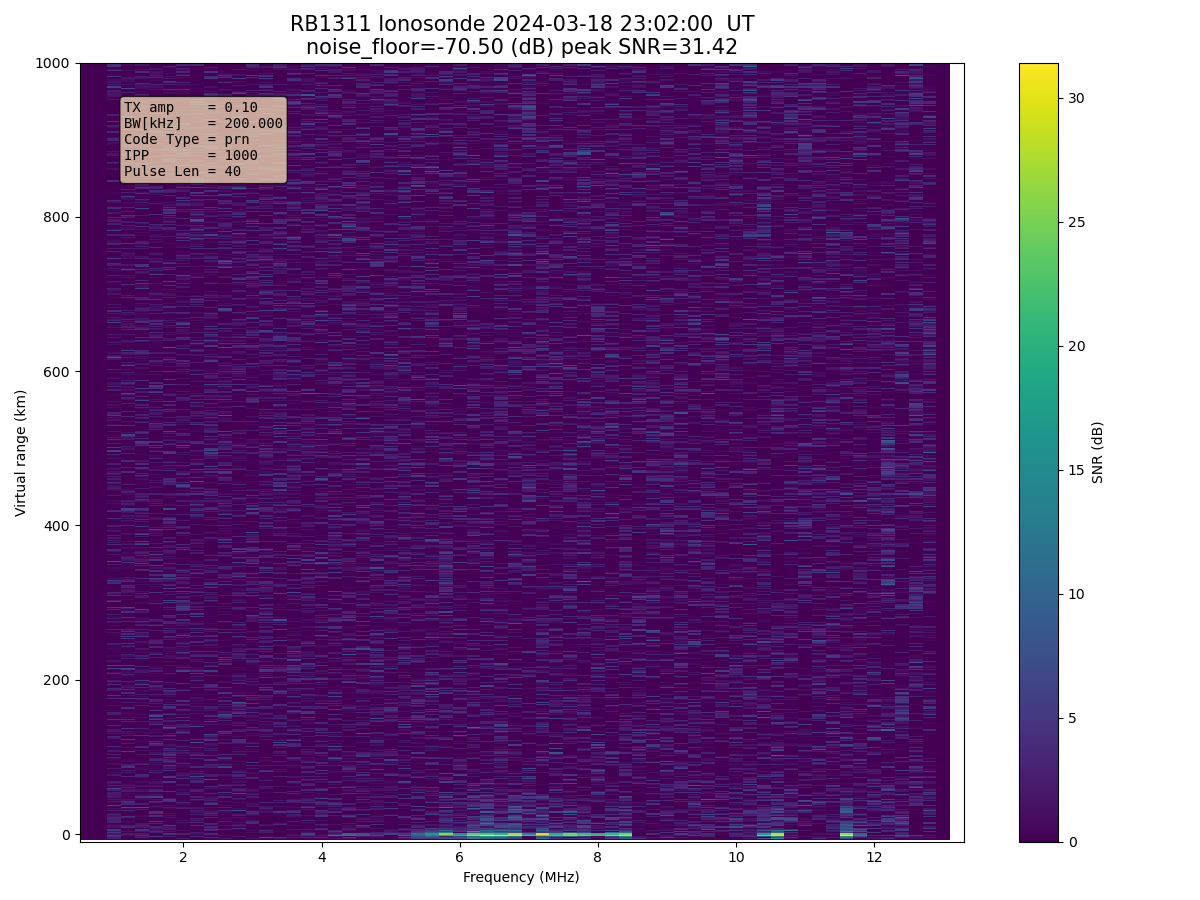 RB1311 Ionosonde 2024-03-18 23:02:00  UT
noise_floor=-70.50 (dB) peak SNR=31.42
TX amp    = 0.10
BW[kHz]   = 200.000
Code Type = prn
IPP       = 1000
Pulse Len = 40
1000
800
600
400
200
0
Virtual range (km)
2 4 6 8 10 12
Frequency (MHz)
30
25
20
15
10
5
0
SNR (dB)